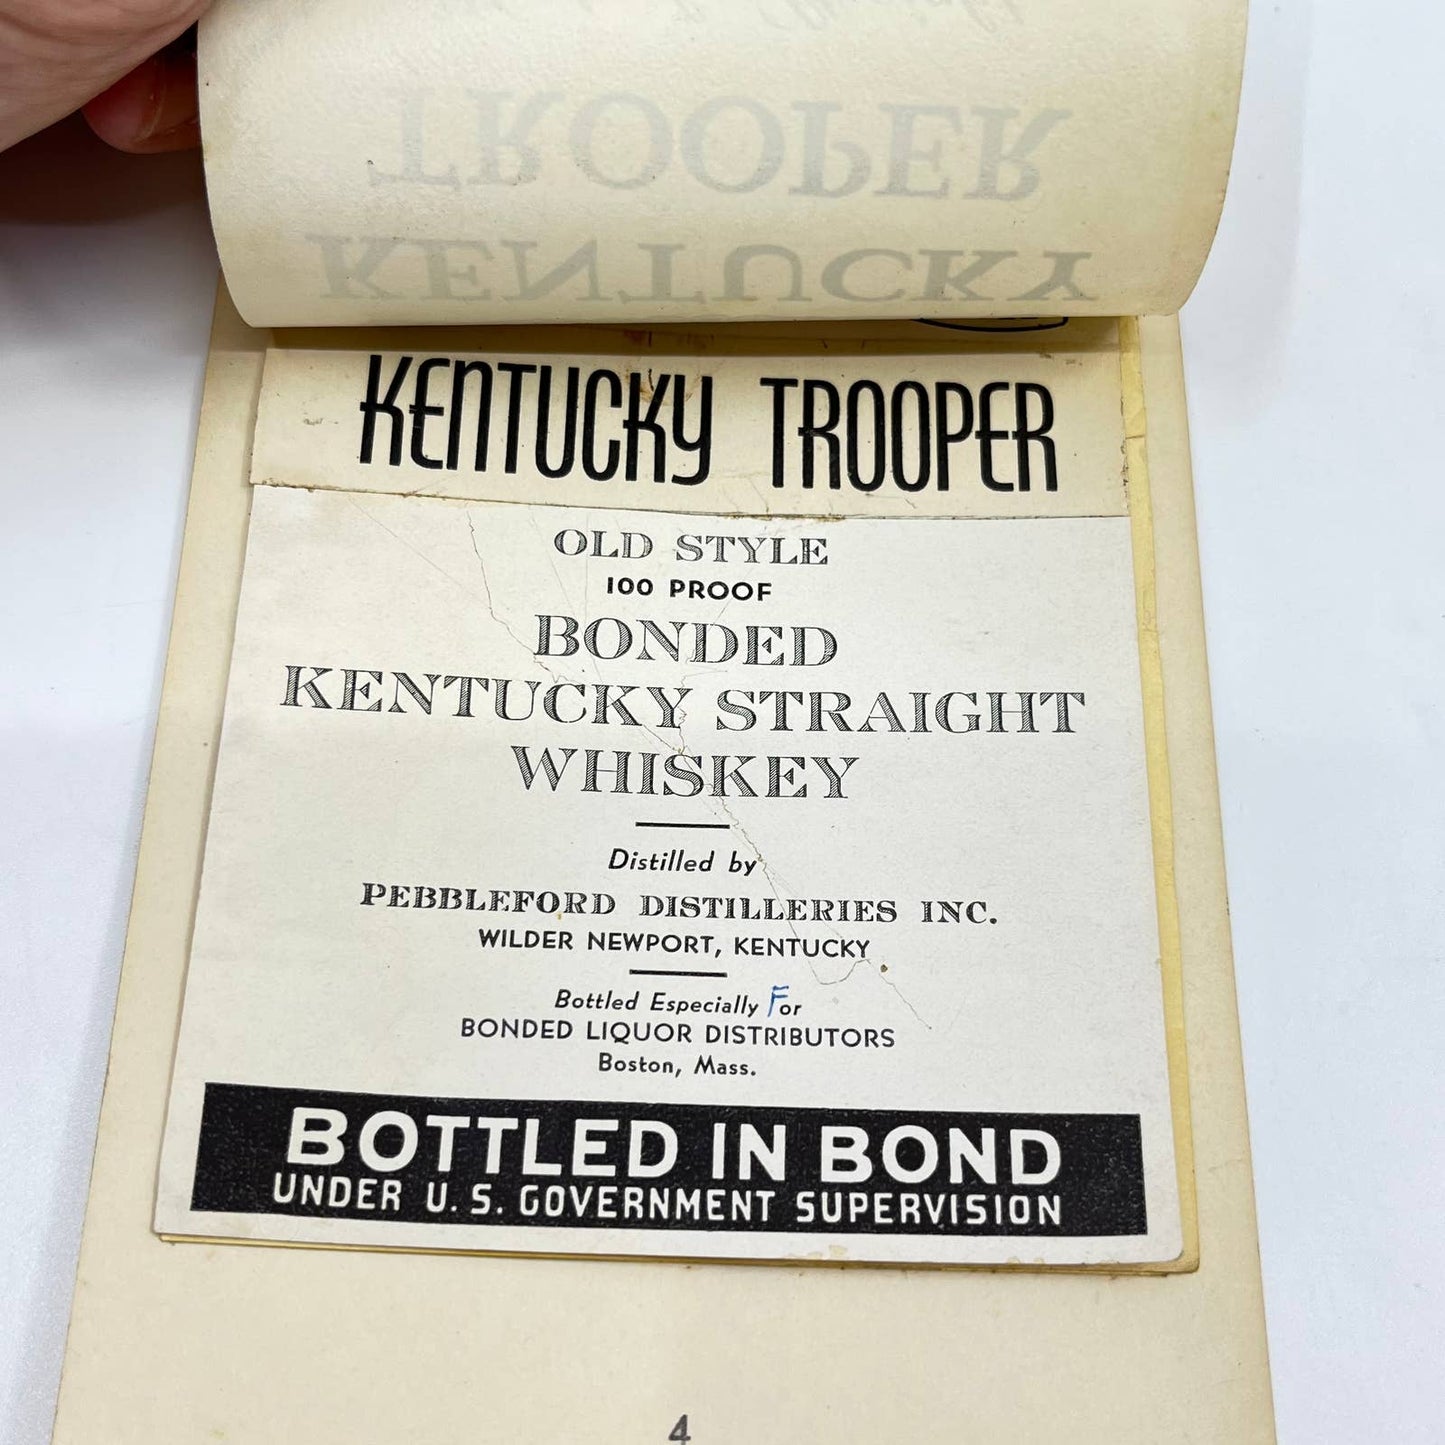 TROOPER
KENTUCKY
KENTUCKY TROOPER
OLD STYLE
100 PROOF
BONDED
KENTUCKY STRAIGHT
WHISKEY
Distilled by
PEBBLEFORD DISTILLERIES INC.
WILDER NEWPORT, KENTUCKY
Bottled Especially For
BONDED LIQUOR DISTRIBUTORS
Boston, Mass.
BOTTLED IN BOND
UNDER U.S. GOVERNMENT SUPERVISION
4